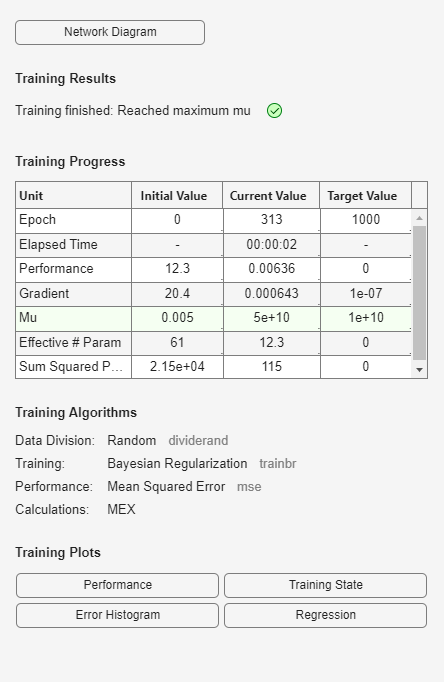 Network Diagram
Training Results
Training finished: Reached maximum mu
Training Progress
Unit Initial Value Current Value Target Value
Epoch 0 313 1000
Elapsed Time - 00:00:02 -
Performance 12.3 0.00636 0
Gradient 20.4 0.000643 1e-07
Mu 0.005 5e+10 1e+10
Effective # Param 61 12.3 0
Sum Squared P... 2.15e+04 115 0
Training Algorithms
Data Division: Random dividerand
Training: Bayesian Regularization trainbr
Performance: Mean Squared Error mse
Calculations: MEX
Training Plots
Performance Training State
Error Histogram Regression